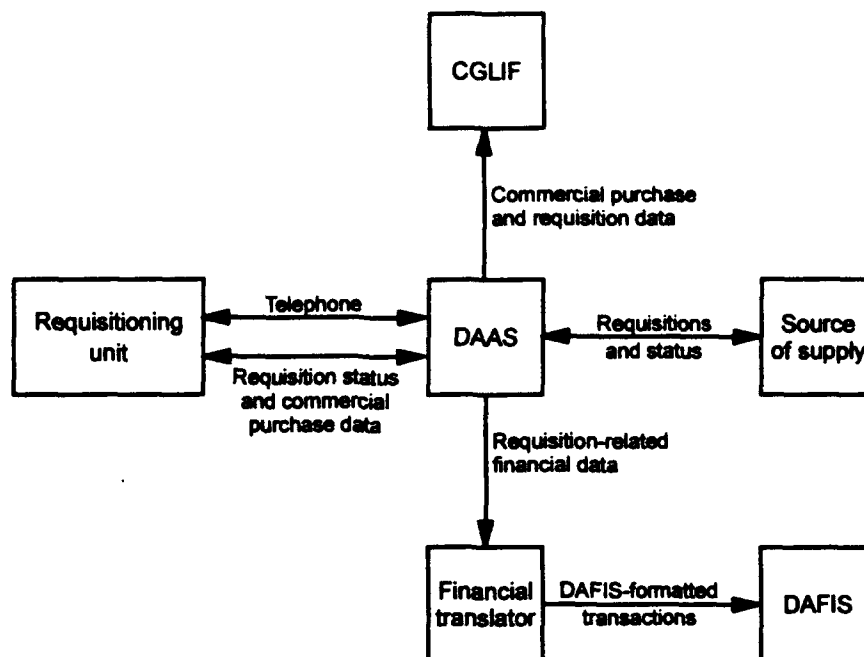 CGLIF
Commercial purchase
and requisition data
Requisitioning
unit
Telephone
Requisition status
and commercial
purchase data
DAAS
Requisitions
and status
Source
of supply
Requisition-related
financial data
Financial
translator
DAFIS-formatted
transactions
DAFIS